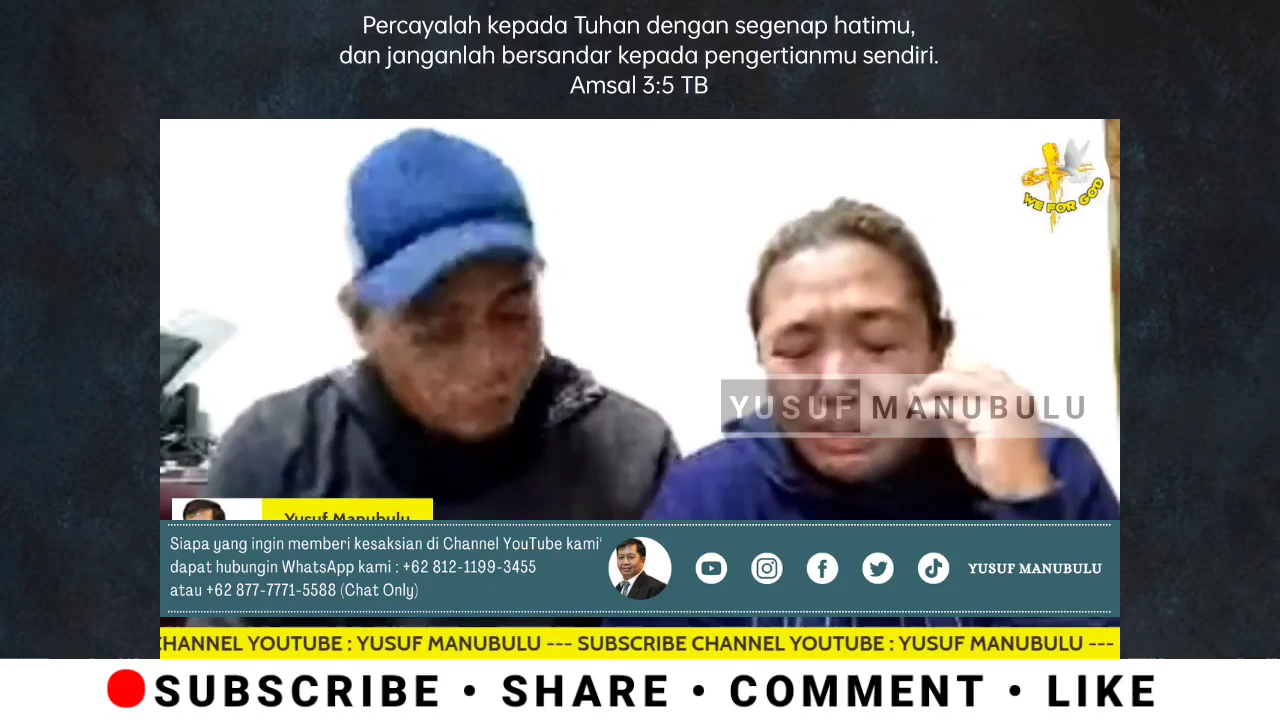 Percayalah kepada Tuhan dengan segenap hatimu,
dan janganlah bersandar kepada pengertianmu sendiri.
Amsal 3:5 TB
WE FOR GOD
YUSUF MANUBULU
Yusuf Manubulu
Siapa yang ingin memberi kesaksian di Channel YouTube kami'
dapat hubungin WhatsApp kami : +62 812-1199-3455
atau +62 877-7771-5588 (Chat Only)
YUSUF MANUBULU
CHANNEL YOUTUBE : YUSUF MANUBULU --- SUBSCRIBE CHANNEL YOUTUBE : YUSUF MANUBULU ---
SUBSCRIBE • SHARE • COMMENT • LIKE